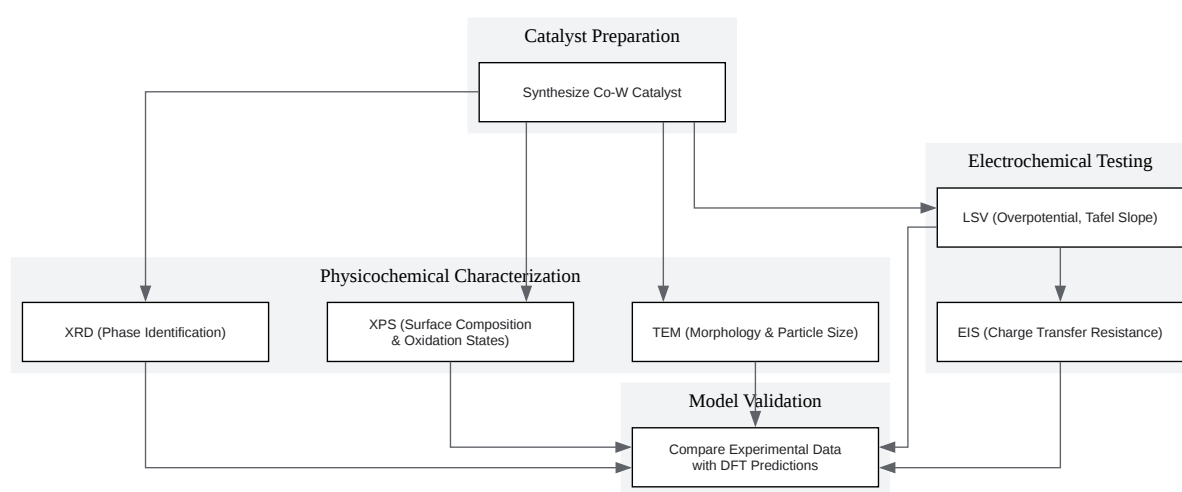 Catalyst Preparation
Synthesize Co-W Catalyst
Electrochemical Testing
LSV (Overpotential, Tafel Slope)
Physicochemical Characterization
XRD (Phase Identification)
XPS (Surface Composition
& Oxidation States)
TEM (Morphology & Particle Size)
EIS (Charge Transfer Resistance)
Model Validation
Compare Experimental Data
with DFT Predictions